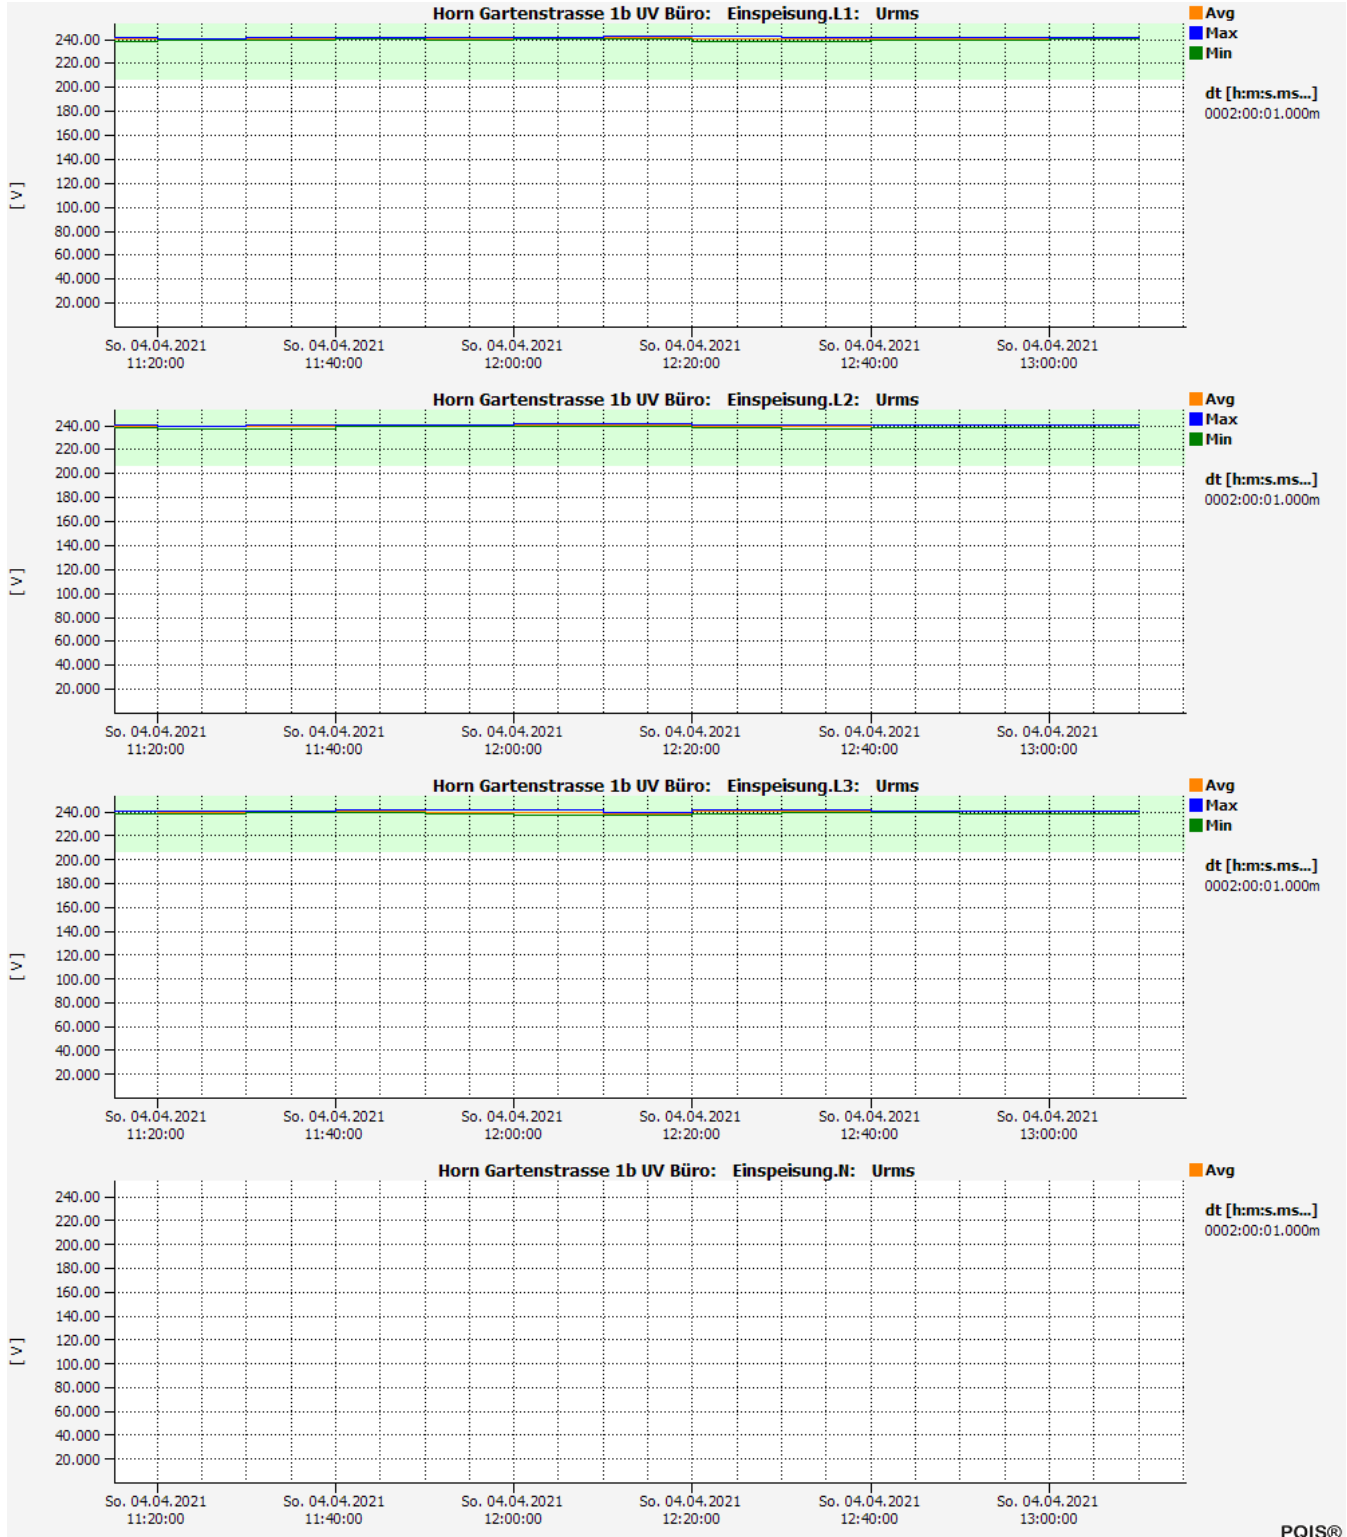 Horn Gartenstrasse 1b UV Büro: Einspeisung.L1: Urms
Avg
Max
Min
dt [h:m:s.ms...]
0002:00:01.000m
[ V]
240.00
220.00
200.00
180.00
160.00
140.00
120.00
100.00
80.000
60.000
40.000
20.000
So. 04.04.2021 So. 04.04.2021 So. 04.04.2021 So. 04.04.2021 So. 04.04.2021 So. 04.04.2021
11:20:00 11:40:00 12:00:00 12:20:00 12:40:00 13:00:00
Horn Gartenstrasse 1b UV Büro: Einspeisung.L2: Urms
Avg
Max
Min
dt [h:m:s.ms...]
0002:00:01.000m
[ V]
240.00
220.00
200.00
180.00
160.00
140.00
120.00
100.00
80.000
60.000
40.000
20.000
So. 04.04.2021 So. 04.04.2021 So. 04.04.2021 So. 04.04.2021 So. 04.04.2021 So. 04.04.2021
11:20:00 11:40:00 12:00:00 12:20:00 12:40:00 13:00:00
Horn Gartenstrasse 1b UV Büro: Einspeisung.L3: Urms
Avg
Max
Min
dt [h:m:s.ms...]
0002:00:01.000m
[ V]
240.00
220.00
200.00
180.00
160.00
140.00
120.00
100.00
80.000
60.000
40.000
20.000
So. 04.04.2021 So. 04.04.2021 So. 04.04.2021 So. 04.04.2021 So. 04.04.2021 So. 04.04.2021
11:20:00 11:40:00 12:00:00 12:20:00 12:40:00 13:00:00
Horn Gartenstrasse 1b UV Büro: Einspeisung.N: Urms
Avg
dt [h:m:s.ms...]
0002:00:01.000m
[ V]
240.00
220.00
200.00
180.00
160.00
140.00
120.00
100.00
80.000
60.000
40.000
20.000
So. 04.04.2021 So. 04.04.2021 So. 04.04.2021 So. 04.04.2021 So. 04.04.2021 So. 04.04.2021
11:20:00 11:40:00 12:00:00 12:20:00 12:40:00 13:00:00
PQIS®